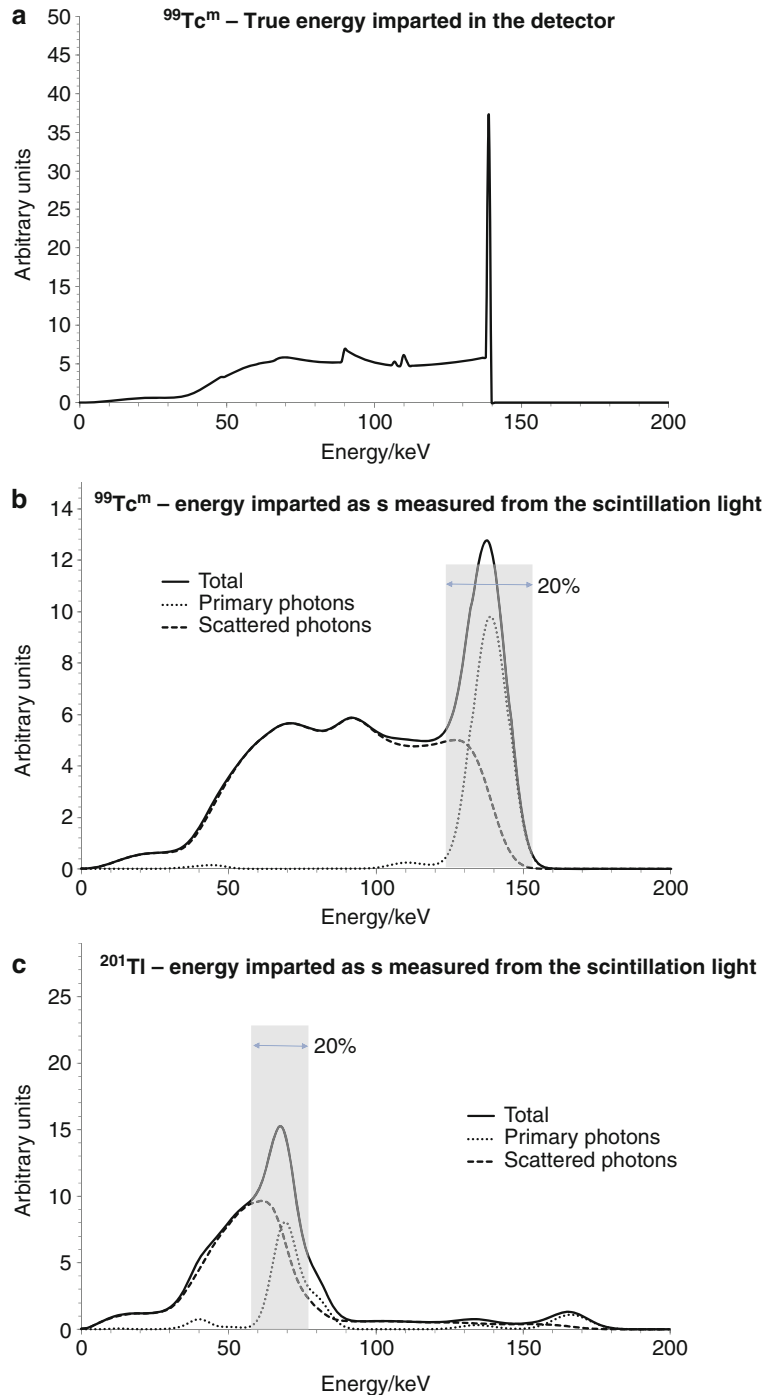 a
⁹⁹Tcᵐ – True energy imparted in the detector
50
45
40
35
30
25
20
15
10
5
0
Arbitrary units
0 50 100 150 200
Energy/keV
b
⁹⁹Tcᵐ – energy imparted as s measured from the scintillation light
14
12
10
8
6
4
2
0
Arbitrary units
Total
Primary photons
Scattered photons
20%
0 50 100 150 200
Energy/keV
c
²⁰¹Tl – energy imparted as s measured from the scintillation light
25
20
15
10
5
0
Arbitrary units
20%
Total
Primary photons
Scattered photons
0 50 100 150 200
Energy/keV